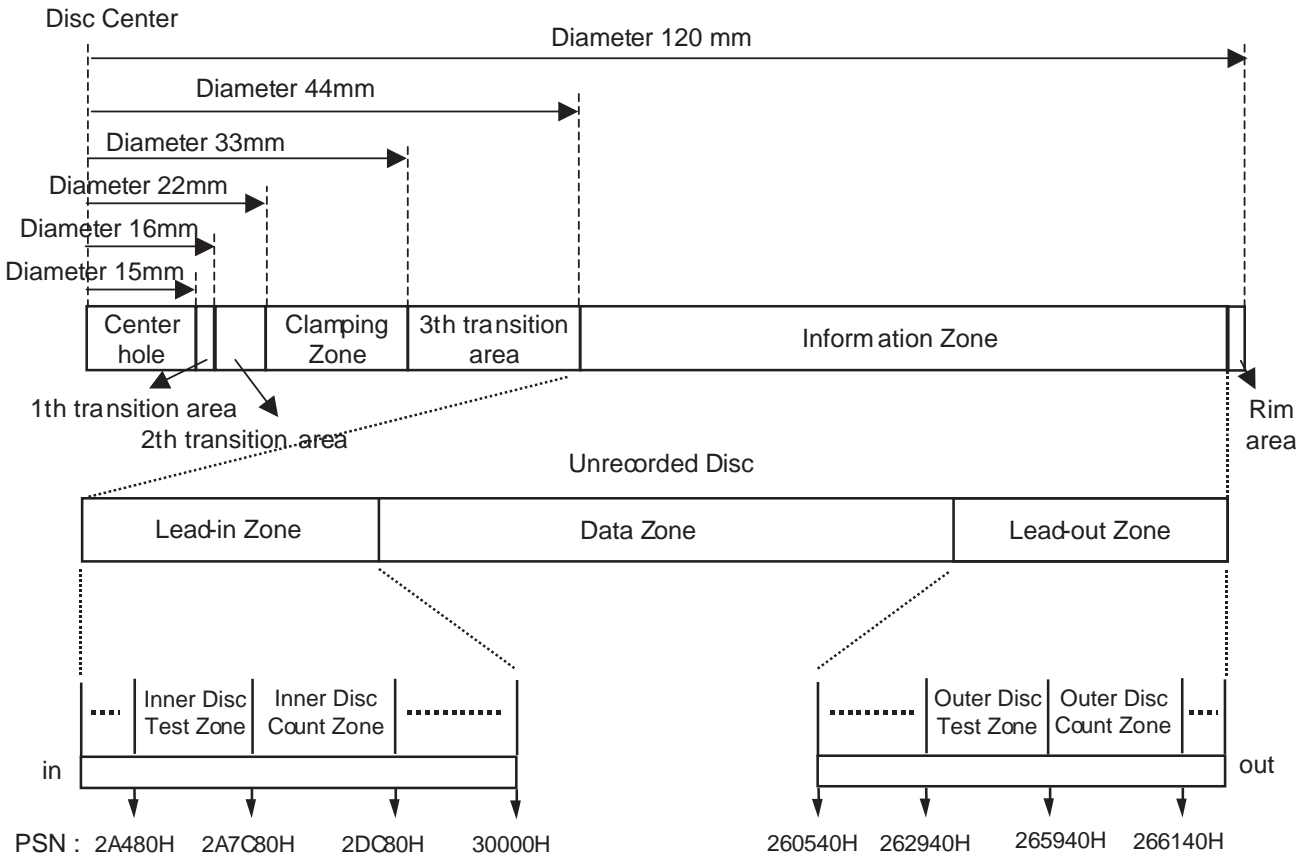 Disc Center
Diameter 120 mm
Diameter 44mm
Diameter 33mm
Diameter 22mm
Diameter 16mm
Diameter 15mm
Center hole
Clamping Zone
3th transition area
Information Zone
1th transition area
2th transition area
Rim area
Unrecorded Disc
Lead-in Zone
Data Zone
Lead-out Zone
Inner Disc Test Zone
Inner Disc Count Zone
Outer Disc Test Zone
Outer Disc Count Zone
in
out
PSN : 2A480H 2A7C80H 2DC80H 30000H 260540H 262940H 265940H 266140H